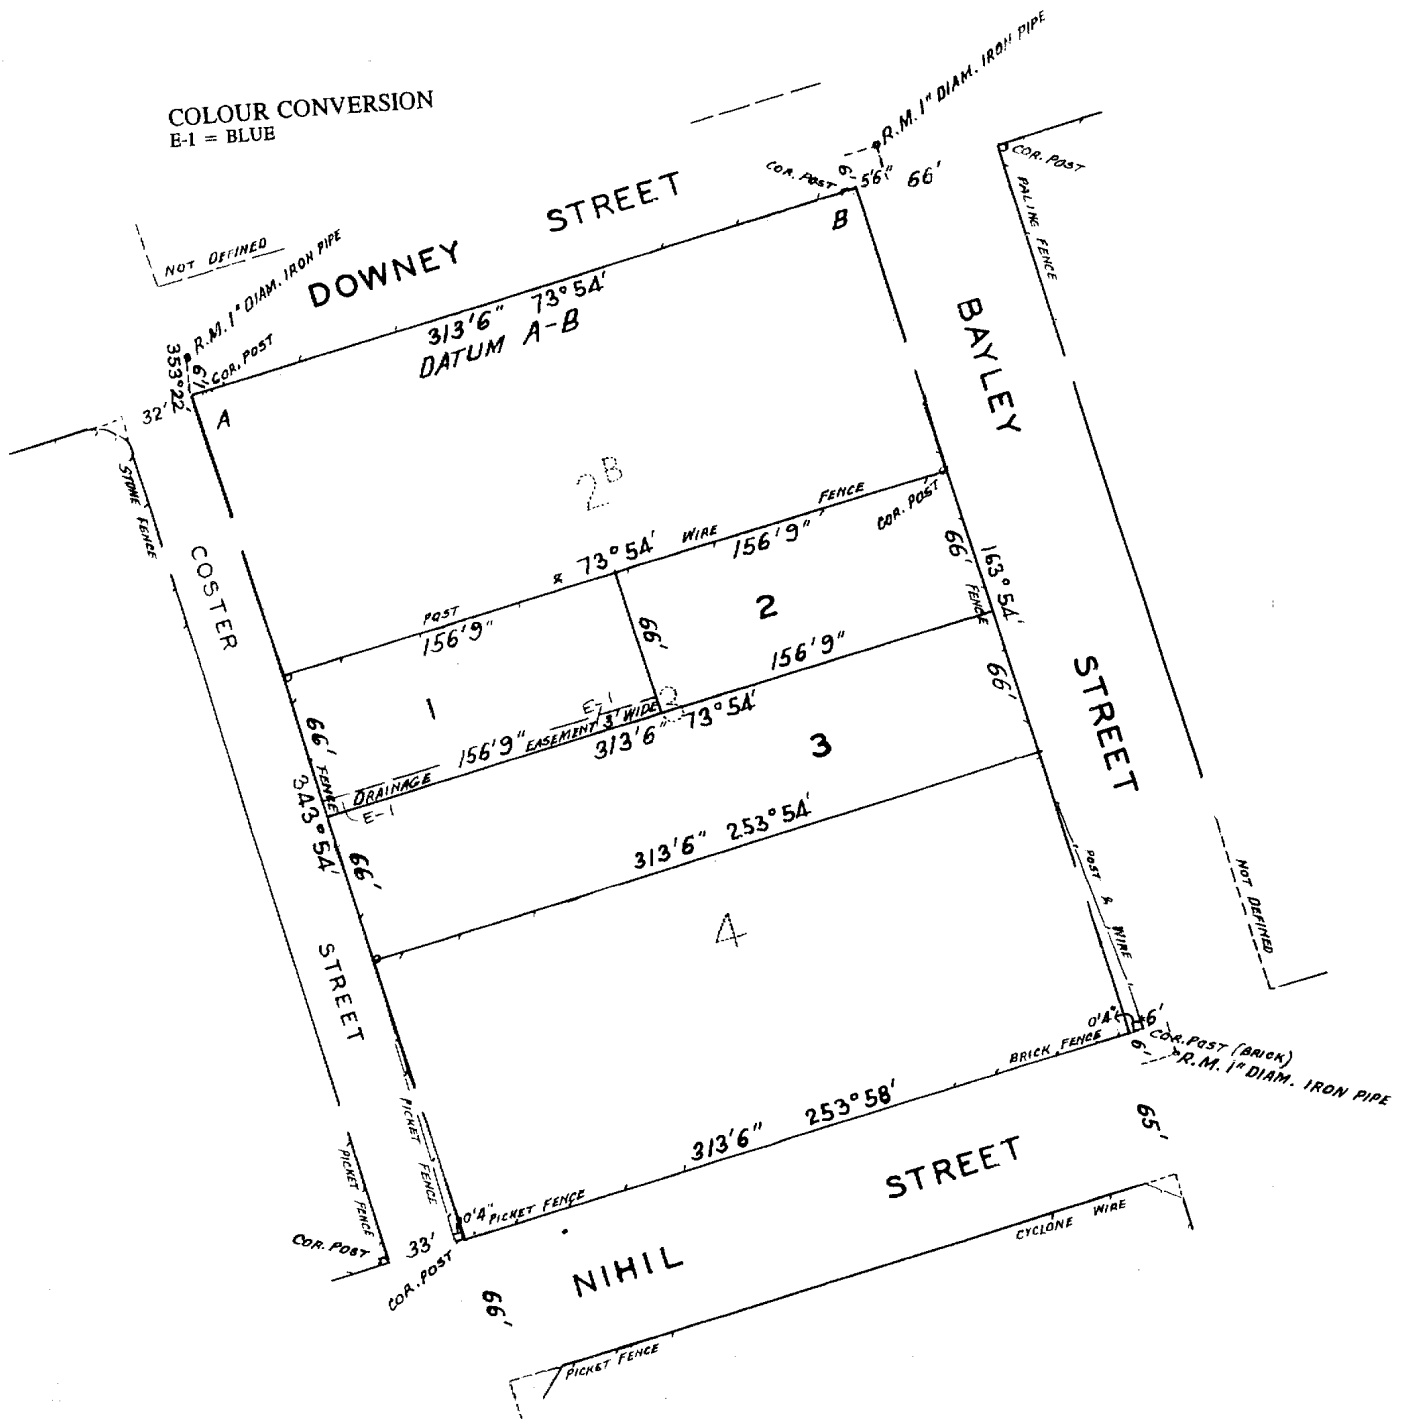 COLOUR CONVERSION
E-1 = BLUE
R.M. 1" DIAM. IRON PIPE
COR. POST
6'
5'6"
66'
COR. POST
PALING FENCE
NOT DEFINED
R.M. 1" DIAM. IRON PIPE
DOWNEY STREET
B
313'6" 73°54'
DATUM A-B
353°22'
6'
COR. POST
32'
A
BAYLEY STREET
STONE FENCE
2B
COSTER STREET
POST & WIRE FENCE
73°54'
156'9"
156'9"
COR. POST
66'
163°54'
FENCE
2
66'
1
156'9"
66'
E-1
156'9" EASEMENT 3' WIDE
DRAINAGE
E-1
313'6" 73°54'
3
66'
FENCE
343°54'
66'
313'6" 253°54'
4
POST & WIRE
NOT DEFINED
0'4"
6'
BRICK FENCE
COR. POST (BRICK)
6'
R.M. 1" DIAM. IRON PIPE
PICKET FENCE
PICKET FENCE
313'6" 253°58'
65'
0'4"
PICKET FENCE
COR. POST
33'
COR. POST
NIHIL STREET
CYCLONE WIRE
66'
PICKET FENCE